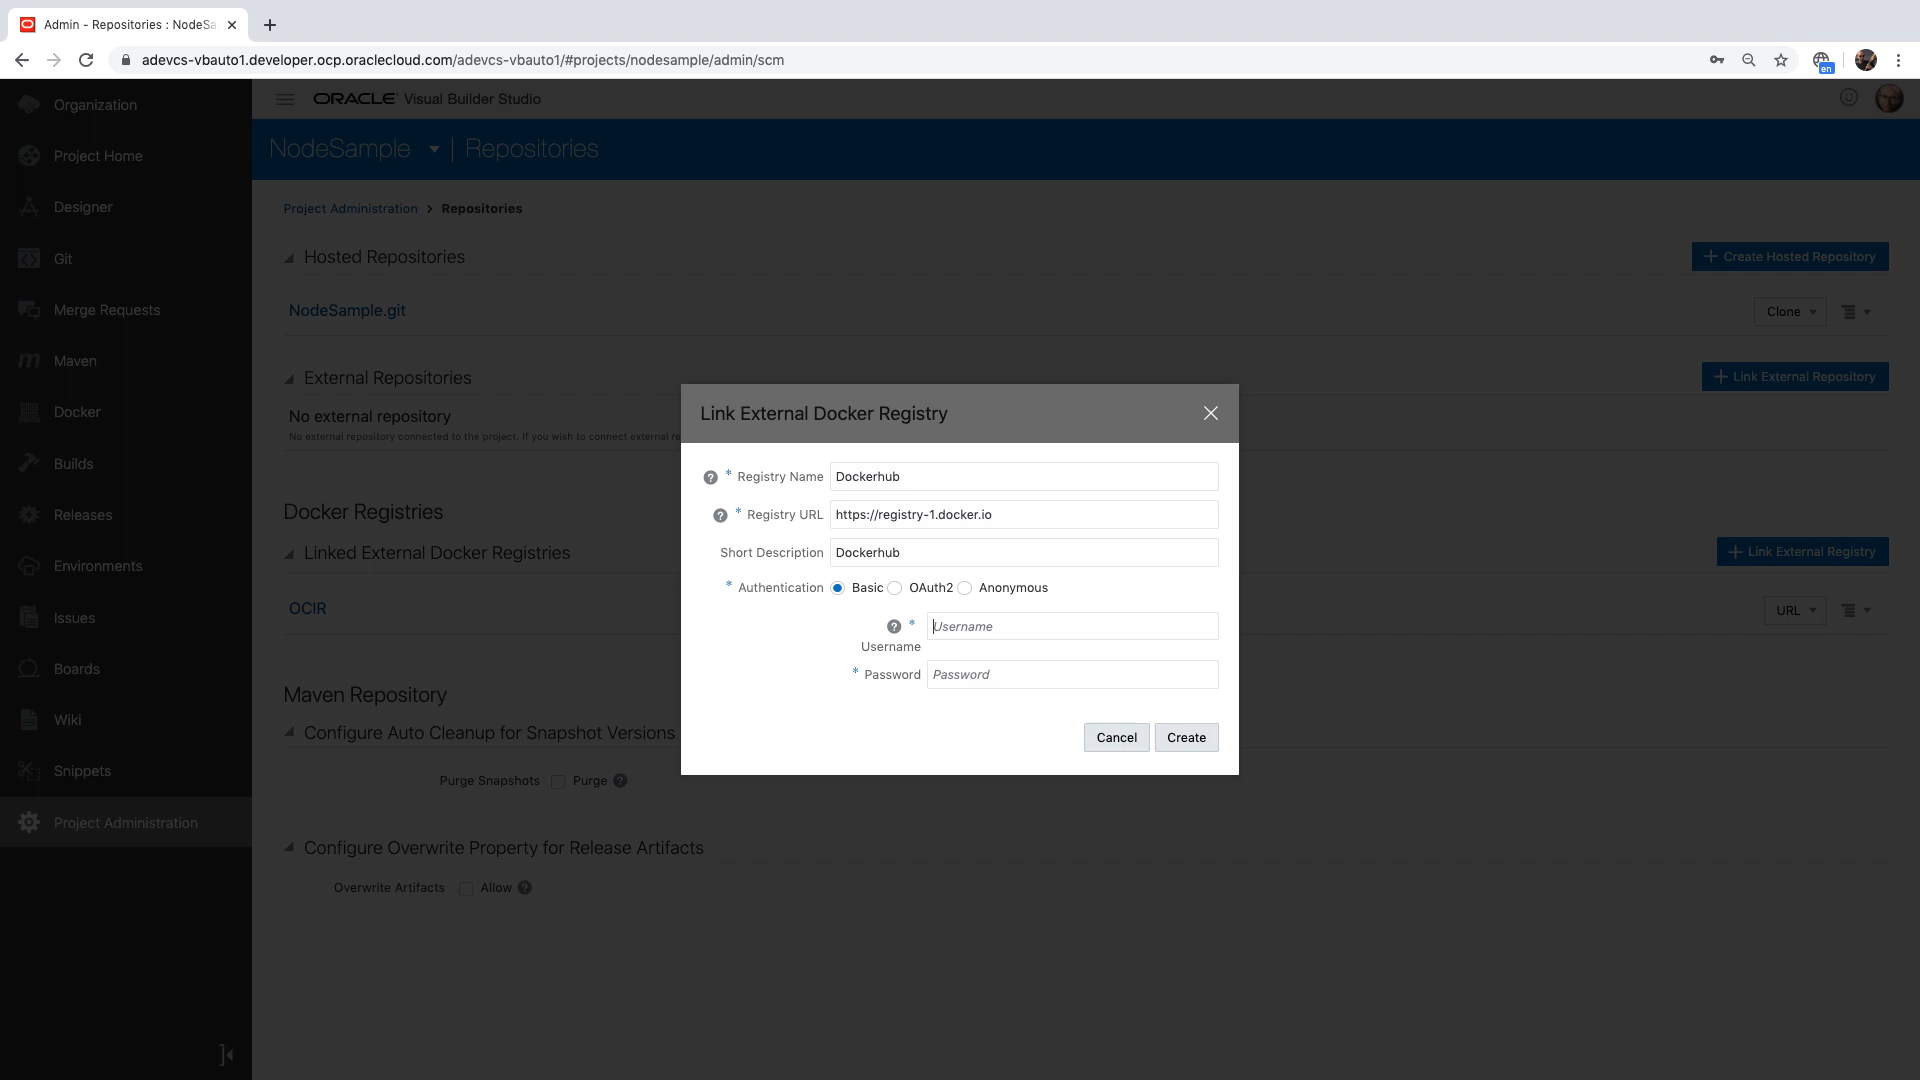 Admin - Repositories : NodeSa
adevcs-vbauto1.developer.ocp.oraclecloud.com/adevcs-vbauto1/#projects/nodesample/admin/scm
en
Organization
Project Home
Designer
Git
Merge Requests
Maven
Docker
Builds
Releases
Environments
Issues
Boards
Wiki
Snippets
Project Administration
ORACLE Visual Builder Studio
NodeSample | Repositories
Project Administration > Repositories
Hosted Repositories
+ Create Hosted Repository
NodeSample.git
Clone
External Repositories
+ Link External Repository
No external repository
No external repository connected to the project. If you wish to connect external re
Docker Registries
Linked External Docker Registries
+ Link External Registry
OCIR
URL
Maven Repository
Configure Auto Cleanup for Snapshot Versions
Purge Snapshots Purge ?
Configure Overwrite Property for Release Artifacts
Overwrite Artifacts Allow ?
Link External Docker Registry
? * Registry Name Dockerhub
? * Registry URL https://registry-1.docker.io
Short Description Dockerhub
* Authentication Basic OAuth2 Anonymous
? * Username
Username
* Password Password
Cancel Create